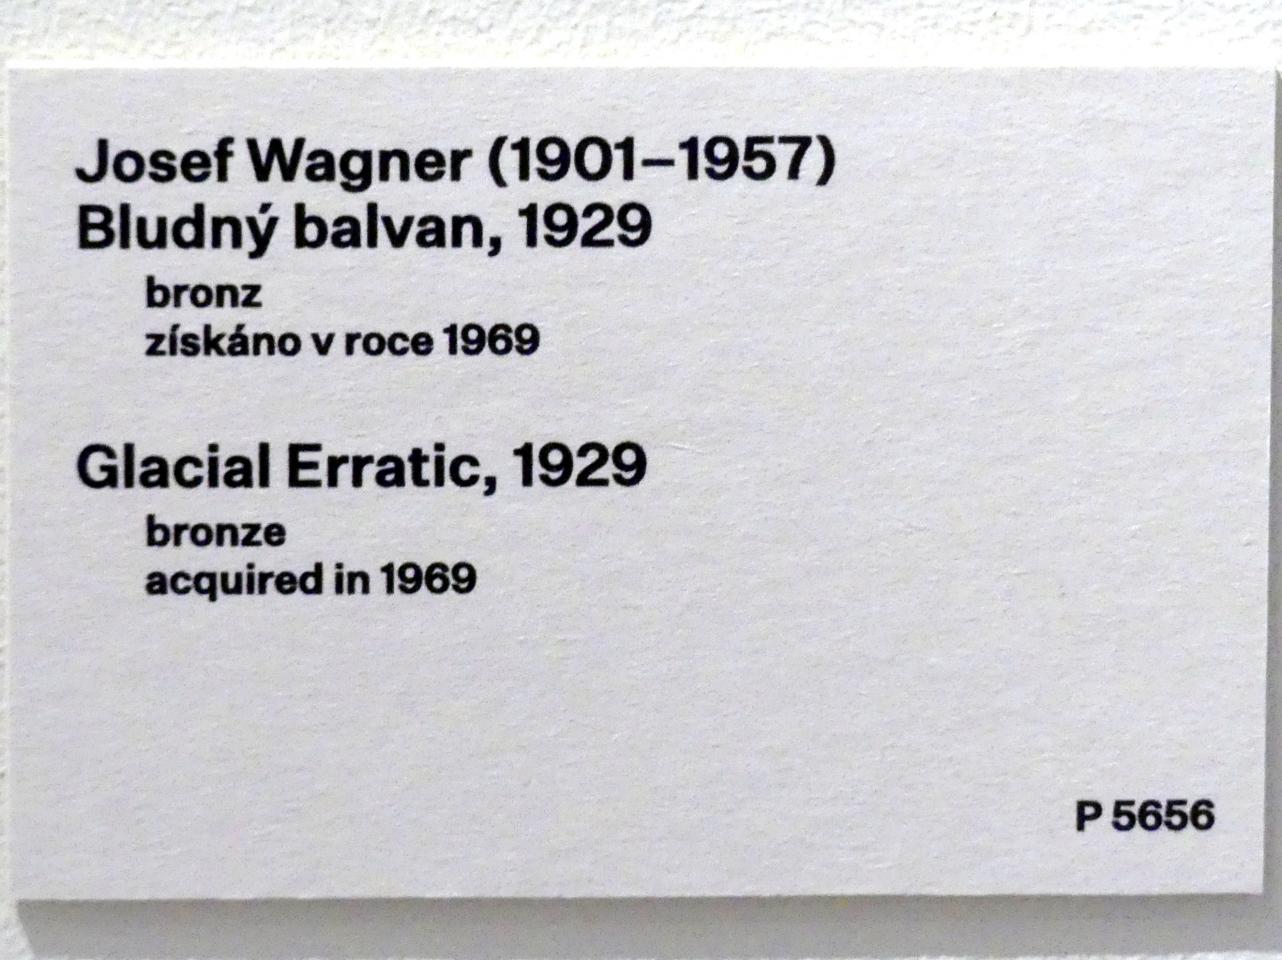 Josef Wagner (1901–1957)
Bludný balvan, 1929
bronz
získáno v roce 1969
Glacial Erratic, 1929
bronze
acquired in 1969
P 5656